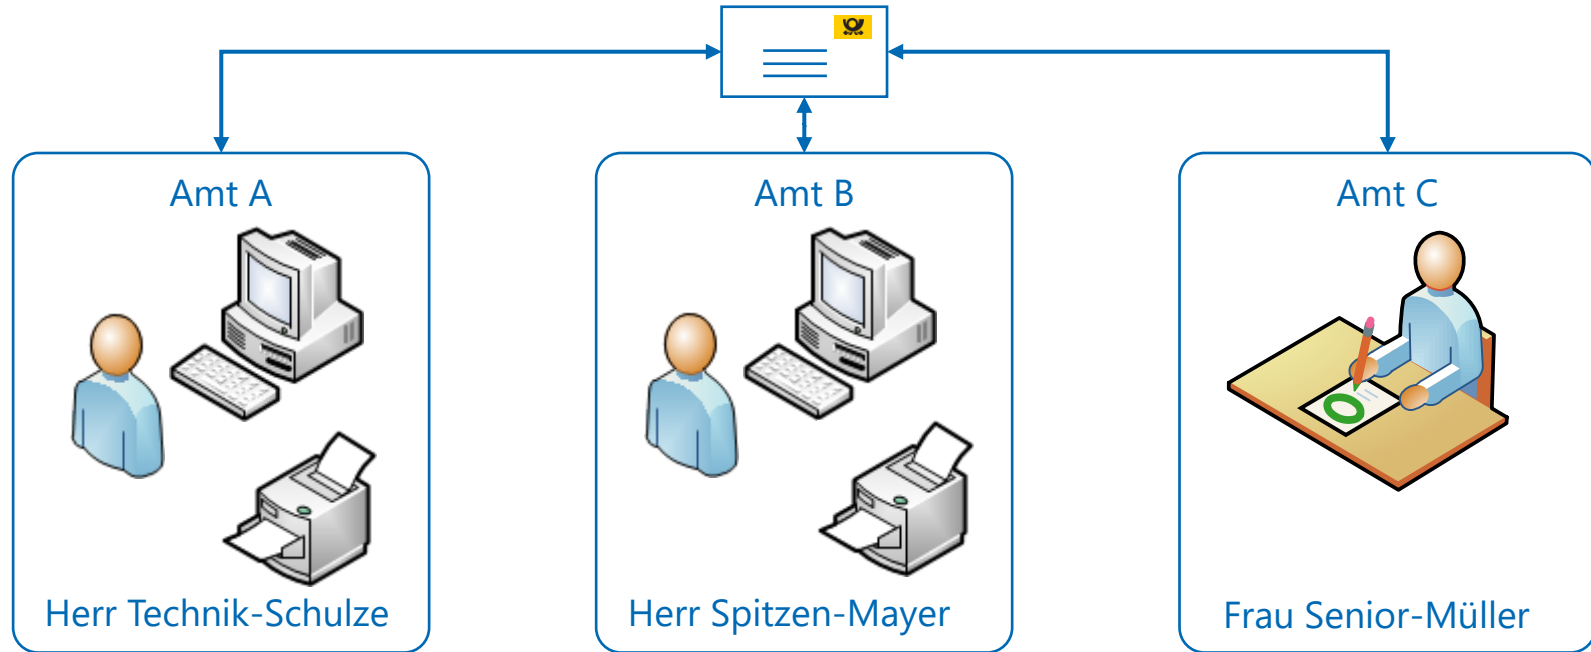 Amt A
Amt B
Amt C
Herr Technik-Schulze
Herr Spitzen-Mayer
Frau Senior-Müller